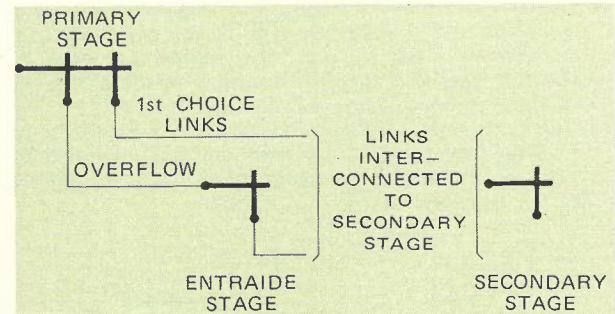 PRIMARY
STAGE
1st CHOICE
LINKS
OVERFLOW
LINKS
INTER-
CONNECTED
TO
SECONDARY
STAGE
ENTRAIDE
STAGE
SECONDARY
STAGE